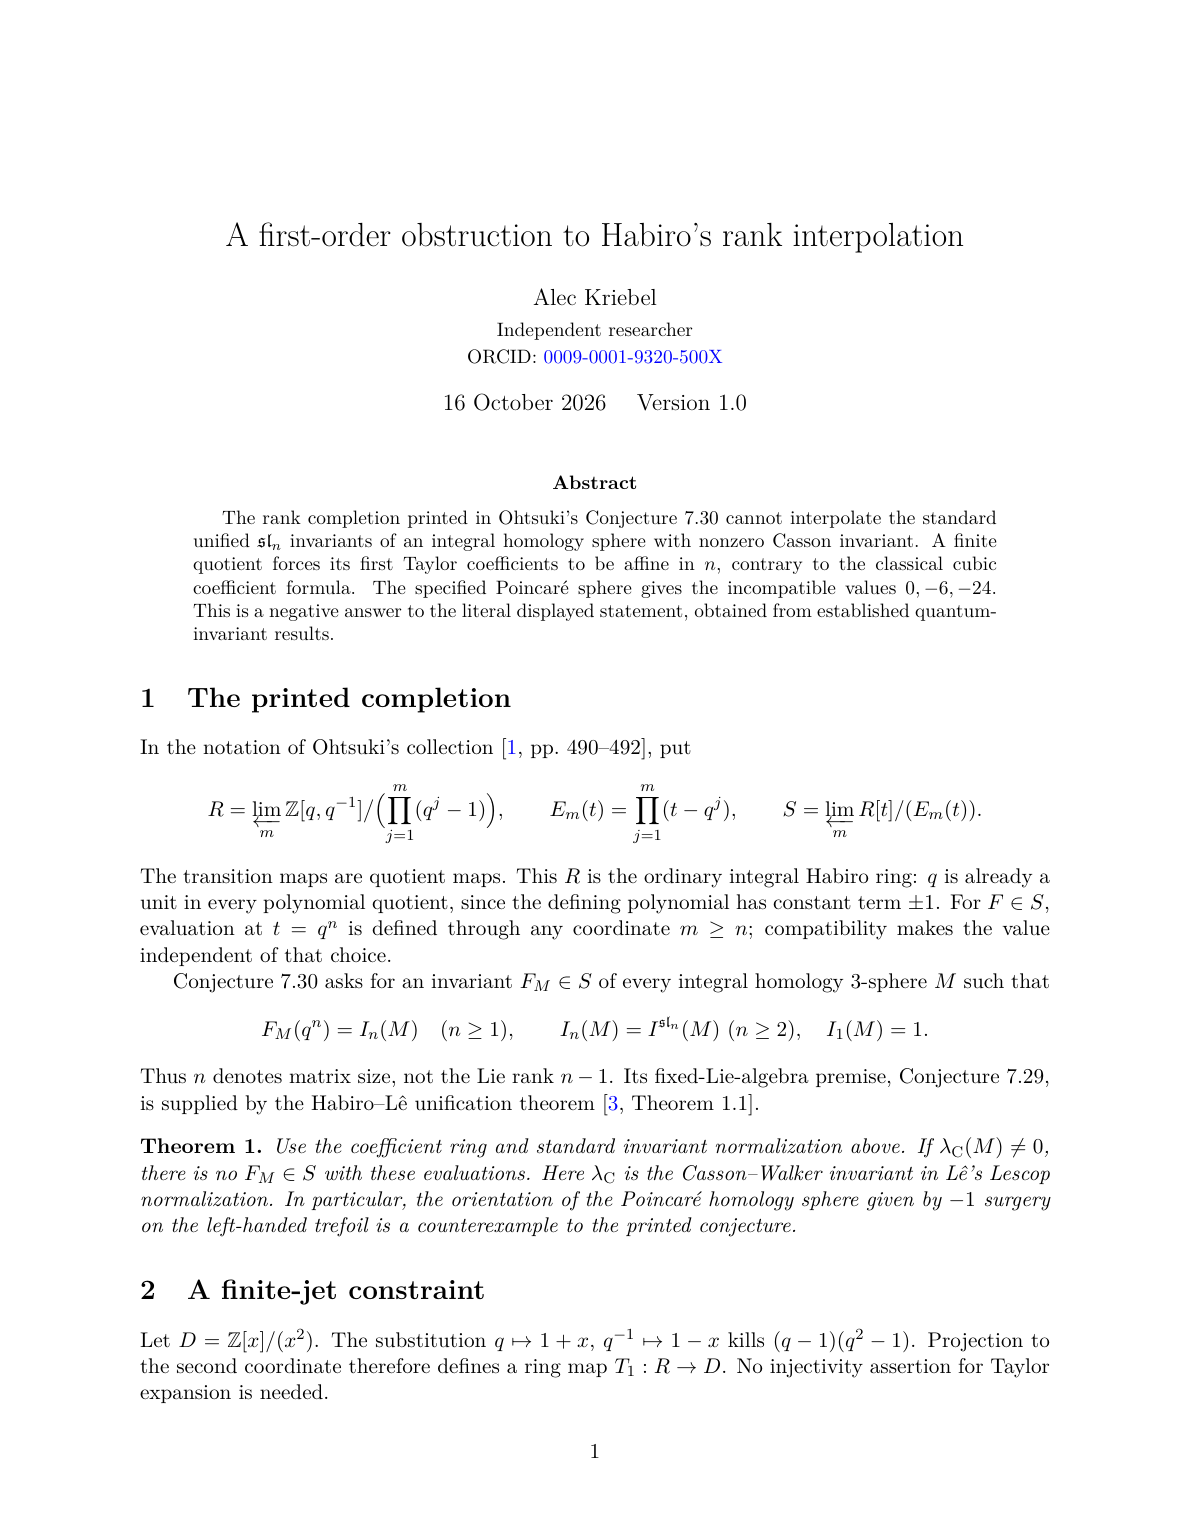 A first-order obstruction to Habiro's rank interpolation
Alec Kriebel
Independent researcher
ORCID: 0009-0001-9320-500X
16 October 2026 Version 1.0
Abstract
The rank completion printed in Ohtsuki's Conjecture 7.30 cannot interpolate the standard
unified 𝔰𝔩ₙ invariants of an integral homology sphere with nonzero Casson invariant. A finite
quotient forces its first Taylor coefficients to be affine in n, contrary to the classical cubic
coefficient formula. The specified Poincaré sphere gives the incompatible values 0, −6, −24.
This is a negative answer to the literal displayed statement, obtained from established quantum-
invariant results.
1 The printed completion
In the notation of Ohtsuki's collection [1, pp. 490–492], put
R = lim←_m ℤ[q, q⁻¹]/(∏_{j=1}^m (q^j − 1)), E_m(t) = ∏_{j=1}^m (t − q^j), S = lim←_m R[t]/(E_m(t)).
The transition maps are quotient maps. This R is the ordinary integral Habiro ring: q is already a
unit in every polynomial quotient, since the defining polynomial has constant term ±1. For F ∈ S,
evaluation at t = qⁿ is defined through any coordinate m ≥ n; compatibility makes the value
independent of that choice.
Conjecture 7.30 asks for an invariant F_M ∈ S of every integral homology 3-sphere M such that
F_M(qⁿ) = I_n(M) (n ≥ 1), I_n(M) = I^{𝔰𝔩ₙ}(M) (n ≥ 2), I₁(M) = 1.
Thus n denotes matrix size, not the Lie rank n − 1. Its fixed-Lie-algebra premise, Conjecture 7.29,
is supplied by the Habiro–Lê unification theorem [3, Theorem 1.1].
Theorem 1. Use the coefficient ring and standard invariant normalization above. If λ_C(M) ≠ 0,
there is no F_M ∈ S with these evaluations. Here λ_C is the Casson–Walker invariant in Lê's Lescop
normalization. In particular, the orientation of the Poincaré homology sphere given by −1 surgery
on the left-handed trefoil is a counterexample to the printed conjecture.
2 A finite-jet constraint
Let D = ℤ[x]/(x²). The substitution q ↦ 1 + x, q⁻¹ ↦ 1 − x kills (q − 1)(q² − 1). Projection to
the second coordinate therefore defines a ring map T₁ : R → D. No injectivity assertion for Taylor
expansion is needed.
1